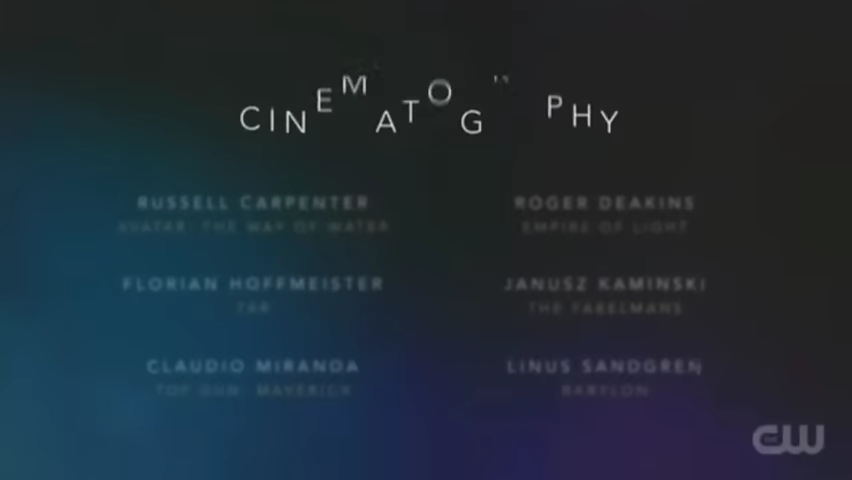 CINEMATOG PHY
RUSSELL CARPENTER
AVATAR: THE WAY OF WATER
ROGER DEAKINS
EMPIRE OF LIGHT
FLORIAN HOFFMEISTER
TÁR
JANUSZ KAMINSKI
THE FABELMANS
CLAUDIO MIRANDA
TOP GUN: MAVERICK
LINUS SANDGREN
BABYLON
THE CW